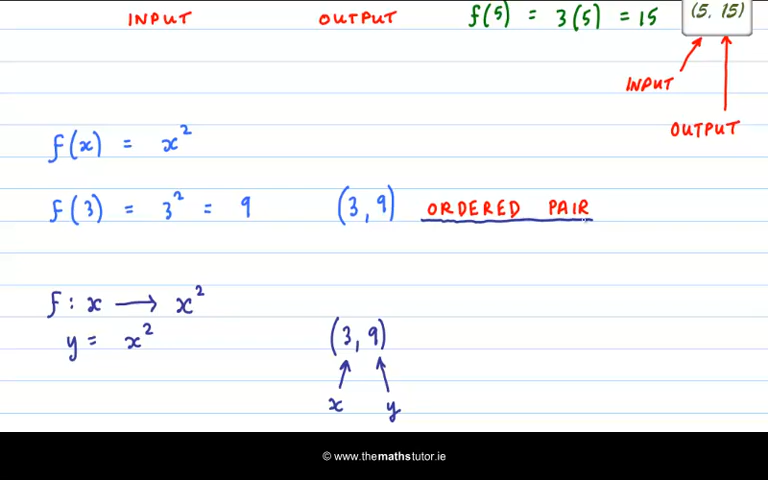 INPUT OUTPUT f(5) = 3(5) = 15 (5, 15)
INPUT
OUTPUT
f(x) = x²
f(3) = 3² = 9 (3, 9) ORDERED PAIR
f : x ⟶ x²
y = x² (3, 9)
x y
© www.themathstutor.ie